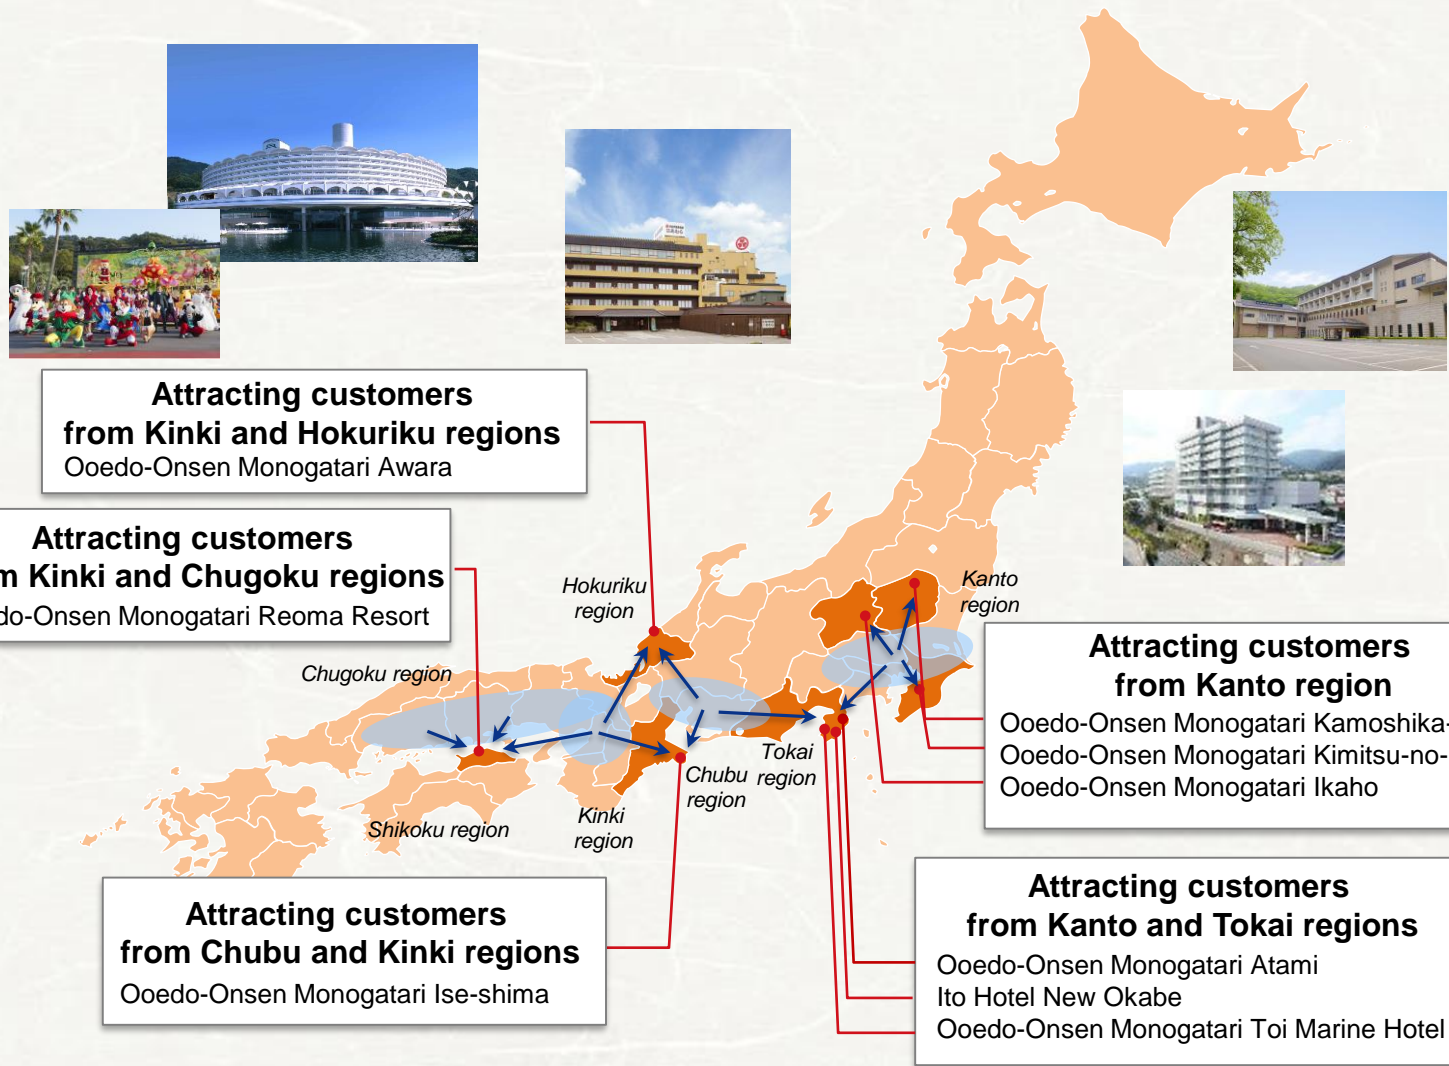 Attracting customers
from Kinki and Hokuriku regions
Ooedo-Onsen Monogatari Awara
Attracting customers
Kinki and Chugoku regions
Monogatari Reoma Resort
Hokuriku
region
Kanto
region
Chugoku region
Attracting customers
from Kanto region
Ooedo-Onsen Monogatari Kamoshika-
Ooedo-Onsen Monogatari Kimitsu-no-
Ooedo-Onsen Monogatari Ikaho
Tokai
region
Chubu
region
Kinki
region
Shikoku region
Attracting customers
from Chubu and Kinki regions
Ooedo-Onsen Monogatari Ise-shima
Attracting customers
from Kanto and Tokai regions
Ooedo-Onsen Monogatari Atami
Ito Hotel New Okabe
Ooedo-Onsen Monogatari Toi Marine Hotel